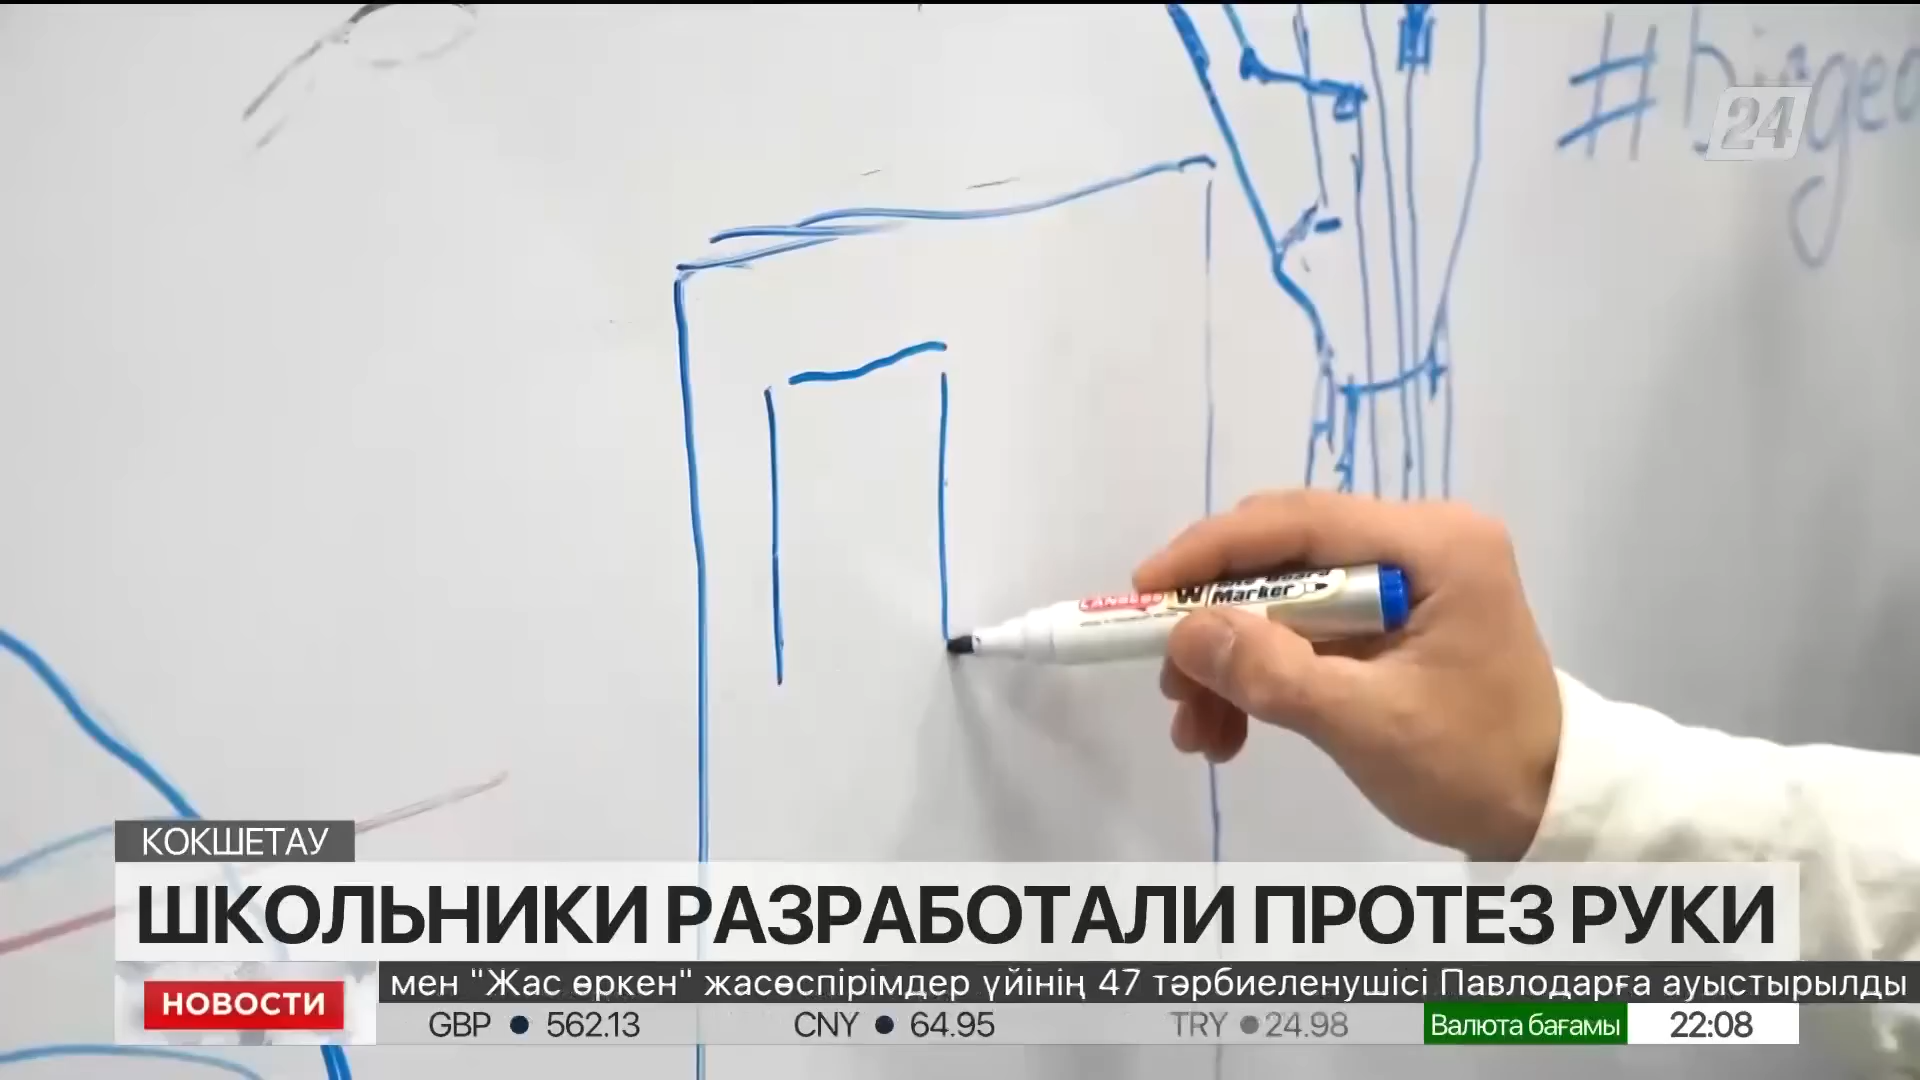 24
W
Marker
КОКШЕТАУ
ШКОЛЬНИКИ РАЗРАБОТАЛИ ПРОТЕЗ РУКИ
НОВОСТИ
мен "Жас өркен" жасөспірімдер үйінің 47 тәрбиеленушісі Павлодарға ауыстырылды
GBP 562.13 CNY 64.95 TRY 24.98 Валюта бағамы 22:08